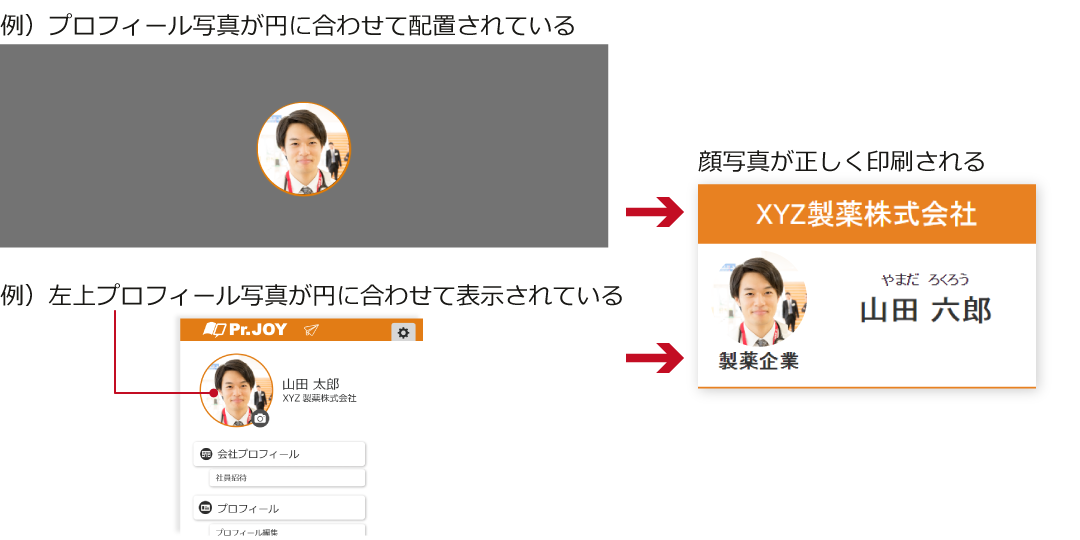 例）プロフィール写真が円に合わせて配置されている
顔写真が正しく印刷される
XYZ製薬株式会社
やまだ ろくろう
山田 六郎
製薬企業
例）左上プロフィール写真が円に合わせて表示されている
Pr.JOY
山田 太郎
XYZ 製薬株式会社
会社プロフィール
社員招待
プロフィール
プロフィール編集